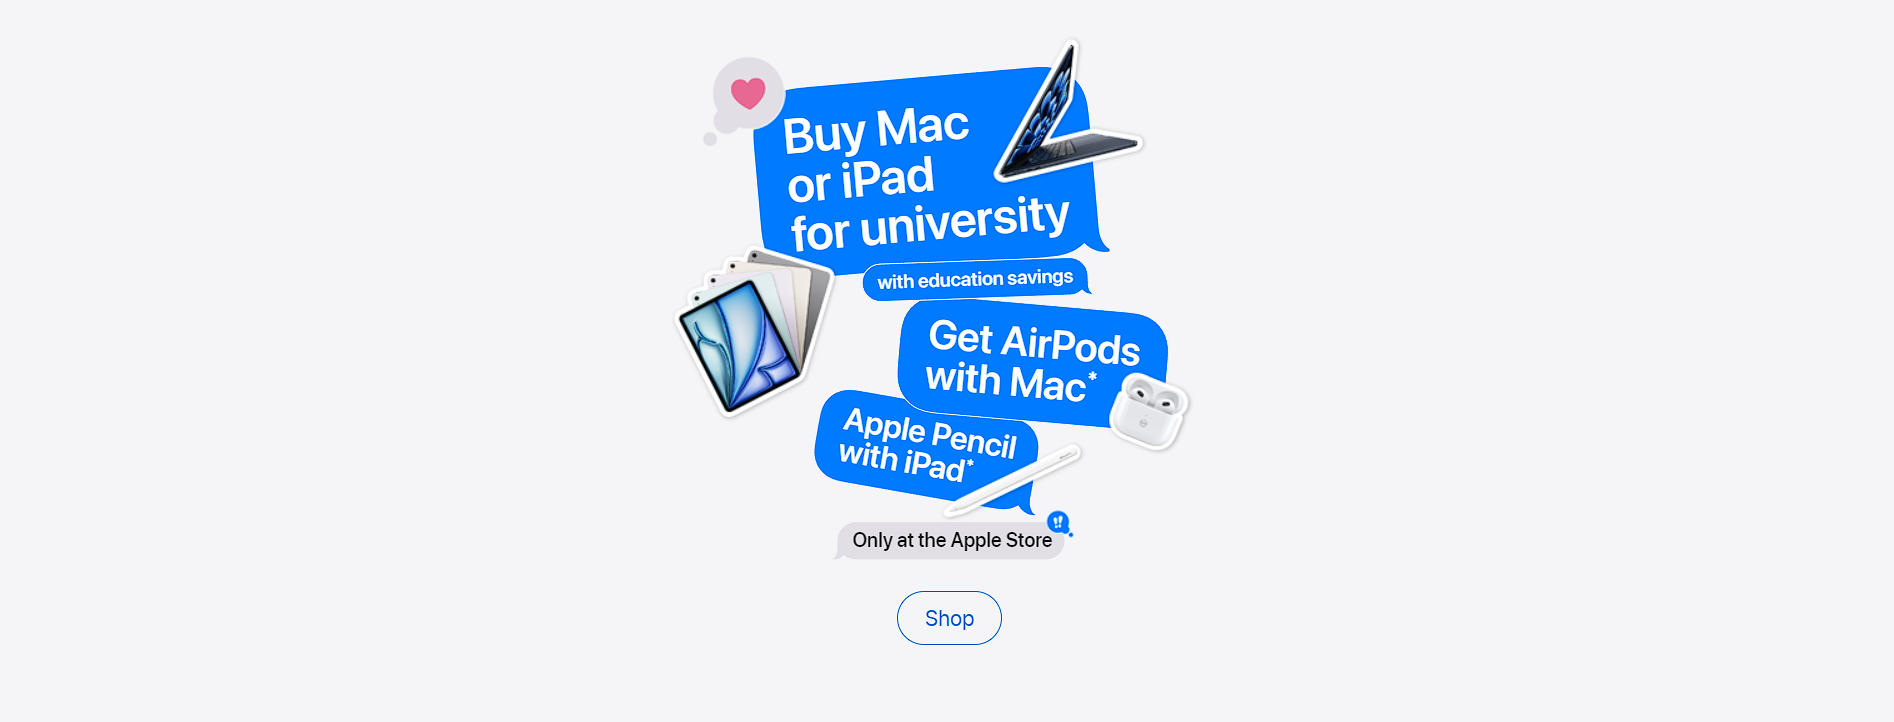 Buy Mac
or iPad
for university
with education savings
Get AirPods
with Mac*
Apple Pencil
with iPad*
!!
Only at the Apple Store
Shop